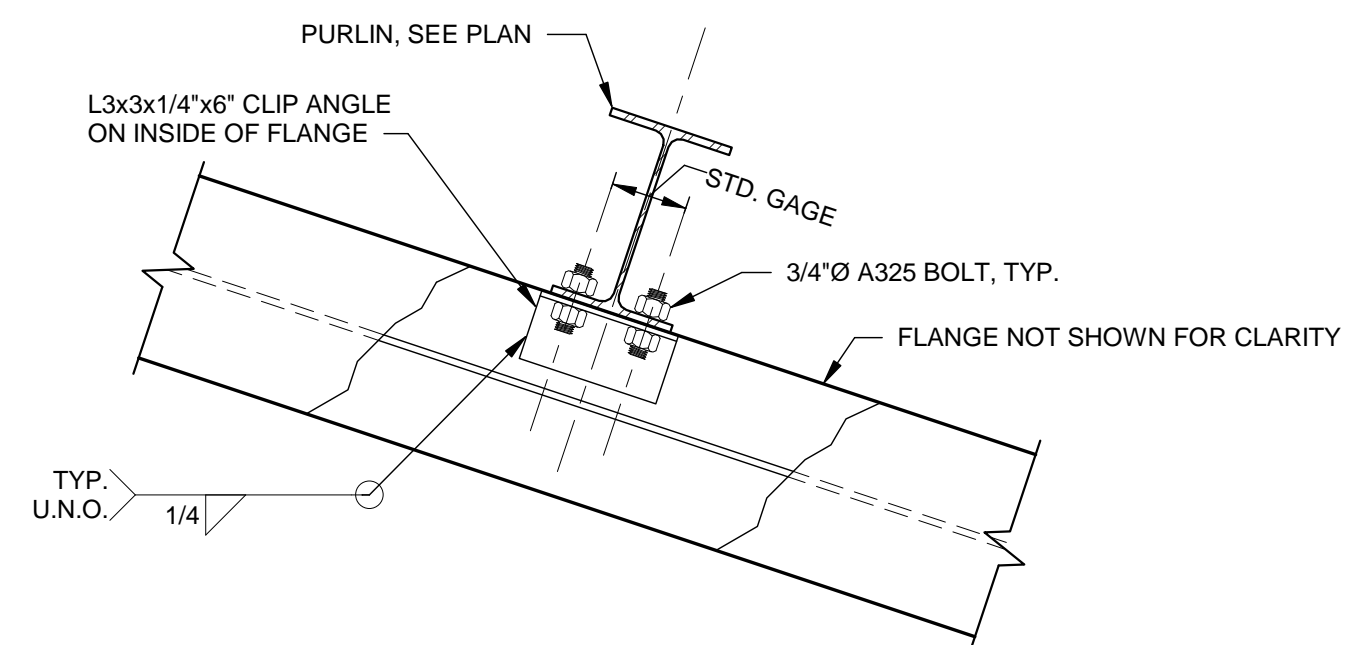 PURLIN, SEE PLAN
L3x3x1/4"x6" CLIP ANGLE
ON INSIDE OF FLANGE
STD. GAGE
3/4"Ø A325 BOLT, TYP.
FLANGE NOT SHOWN FOR CLARITY
TYP.
U.N.O.
1/4